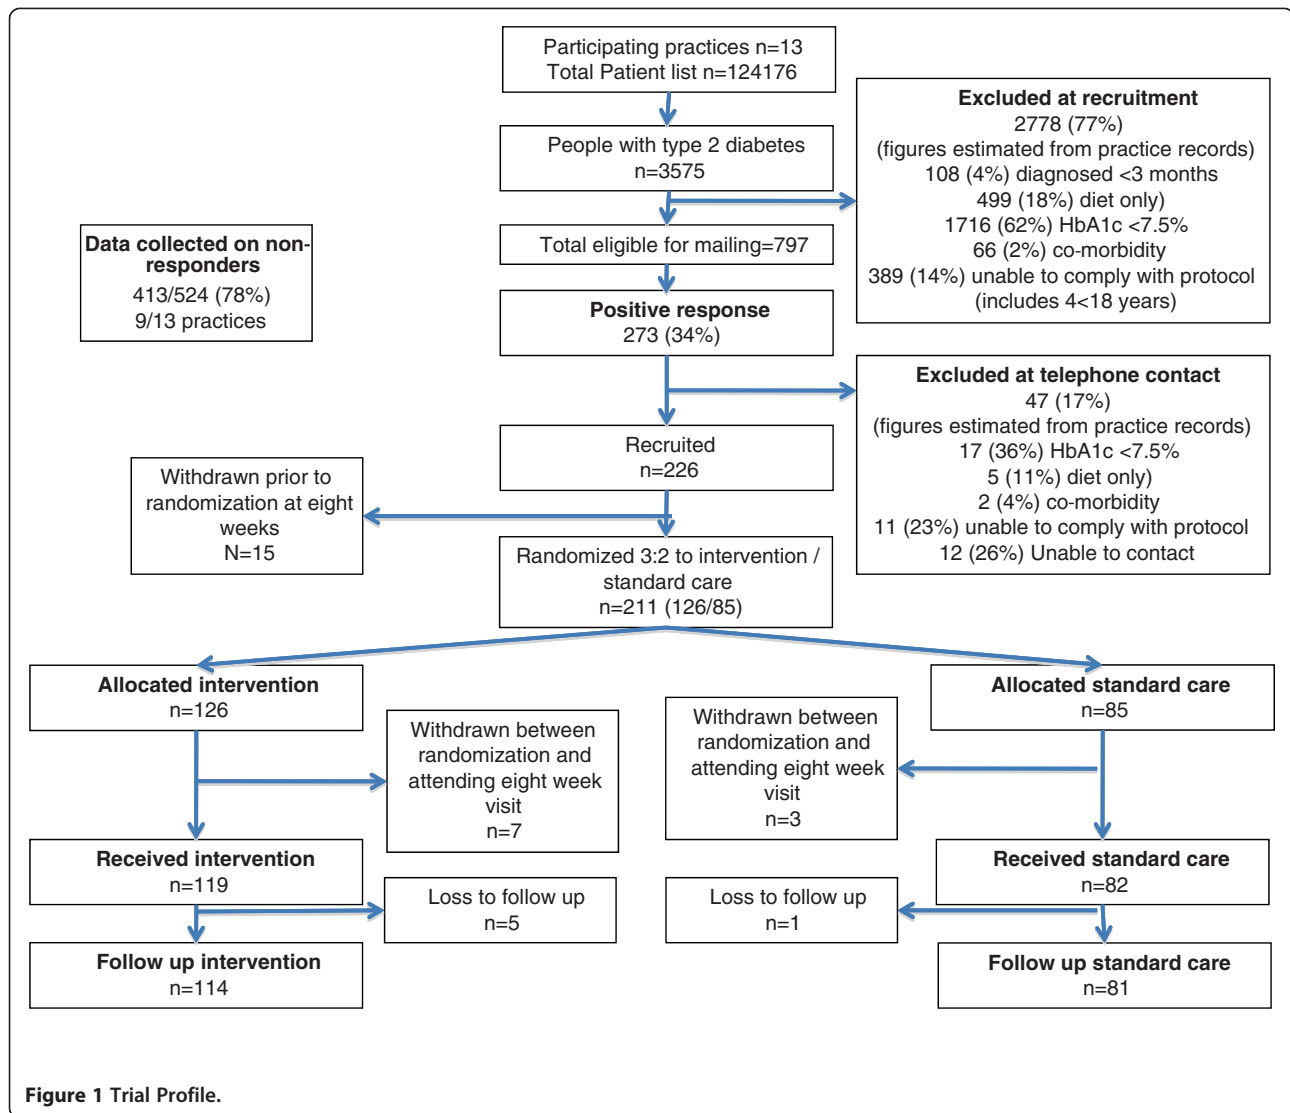 Participating practices n=13
Total Patient list n=124176
Excluded at recruitment
2778 (77%)
(figures estimated from practice records)
108 (4%) diagnosed <3 months
499 (18%) diet only)
1716 (62%) HbA1c <7.5%
66 (2%) co-morbidity
389 (14%) unable to comply with protocol
(includes 4<18 years)
People with type 2 diabetes
n=3575
Data collected on non-
responders
413/524 (78%)
9/13 practices
Total eligible for mailing=797
Positive response
273 (34%)
Excluded at telephone contact
47 (17%)
(figures estimated from practice records)
17 (36%) HbA1c <7.5%
5 (11%) diet only)
2 (4%) co-morbidity
11 (23%) unable to comply with protocol
12 (26%) Unable to contact
Recruited
n=226
Withdrawn prior to
randomization at eight
weeks
N=15
Randomized 3:2 to intervention /
standard care
n=211 (126/85)
Allocated intervention
n=126
Allocated standard care
n=85
Withdrawn between
randomization and
attending eight week
visit
n=7
Withdrawn between
randomization and
attending eight week
visit
n=3
Received intervention
n=119
Received standard care
n=82
Loss to follow up
n=5
Loss to follow up
n=1
Follow up intervention
n=114
Follow up standard care
n=81
Figure 1 Trial Profile.